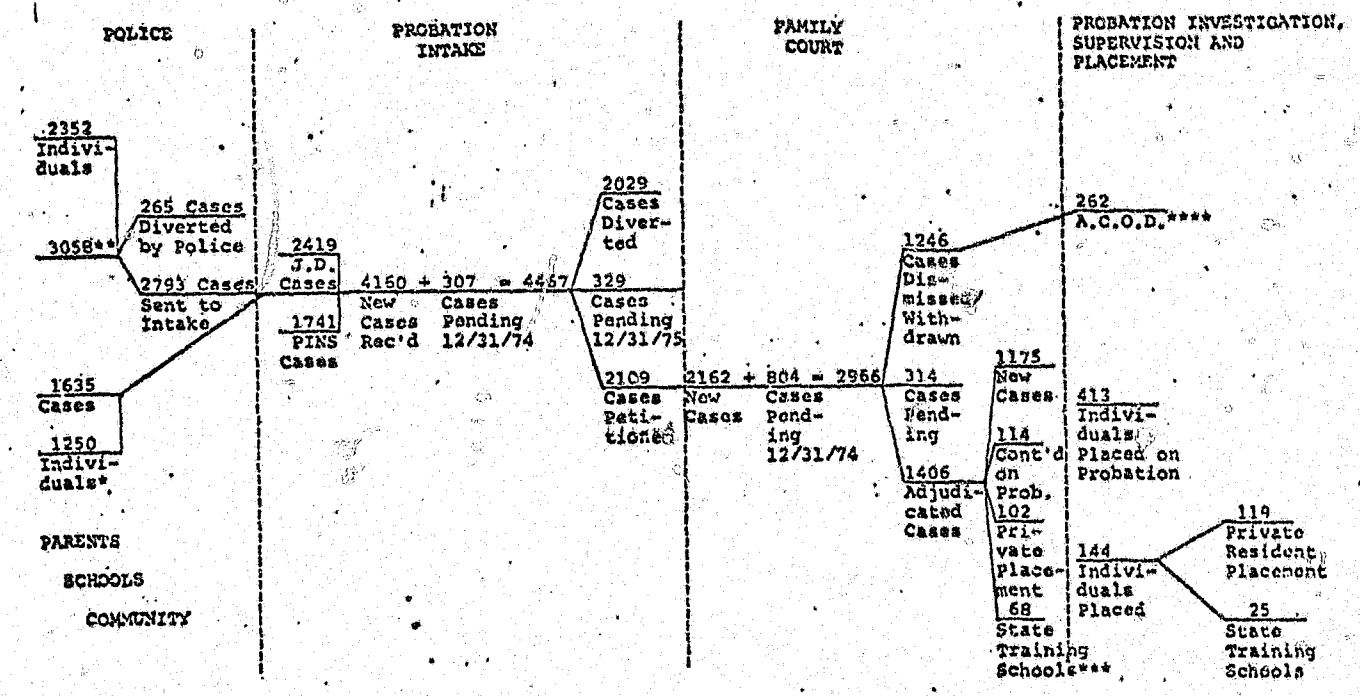 POLICE
PROBATION
INTAKE
FAMILY
COURT
PROBATION INVESTIGATION,
SUPERVISION AND
PLACEMENT
2352
Indivi-
duals
265 Cases
Diverted
by Police
3058**
2793 Cases
Sent to
Intake
1635
Cases
1250
Indivi-
duals*
PARENTS
SCHOOLS
COMMUNITY
2419
J.D.
Cases
1741
PINS
Cases
4160 + 307 = 4467
New
Cases
Rec'd
Cases
Pending
12/31/74
2029
Cases
Diver-
ted
329
Cases
Pending
12/31/75
2109
Cases
Peti-
tioned
2162 + 804 = 2966
New
Cases
Cases
Pend-
ing
12/31/74
1246
Cases
Dis-
missed/
With-
drawn
314
Cases
Pend-
ing
1406
Adjudi-
cated
Cases
1175
New
Cases
114
Cont'd
on
Prob.
102
Pri-
vate
Place-
ment
68
State
Training
Schools***
262
A.C.O.D.****
413
Indivi-
duals
Placed on
Probation
144
Indivi-
duals
Placed
119
Private
Resident
Placement
25
State
Training
Schools